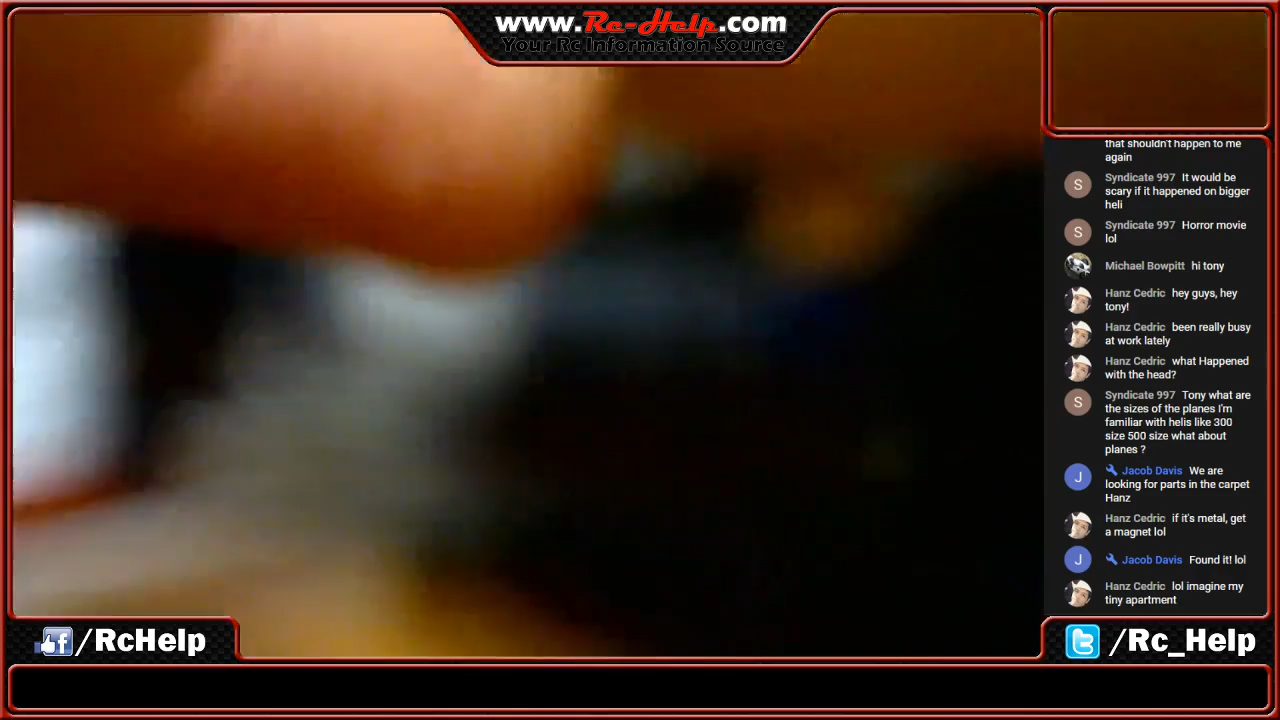 www.Rc-Help.com
Your Rc Information Source
that shouldn't happen to me
again
S
Syndicate 997 It would be
scary if it happened on bigger
heli
S
Syndicate 997 Horror movie
lol
Michael Bowpitt hi tony
Hanz Cedric hey guys, hey
tony!
Hanz Cedric been really busy
at work lately
Hanz Cedric what Happened
with the head?
S
Syndicate 997 Tony what are
the sizes of the planes I'm
familiar with helis like 300
size 500 size what about
planes ?
J
Jacob Davis We are
looking for parts in the carpet
Hanz
Hanz Cedric if it's metal, get
a magnet lol
J
Jacob Davis Found it! lol
Hanz Cedric lol imagine my
tiny apartment
f /RcHelp
t /Rc_Help